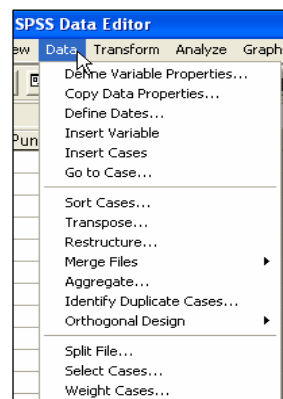 SPSS Data Editor
ew Data Transform Analyze Graph
Define Variable Properties...
Copy Data Properties...
Define Dates...
Insert Variable
Insert Cases
Go to Case...
Pun
Sort Cases...
Transpose...
Restructure...
Merge Files
Aggregate...
Identify Duplicate Cases...
Orthogonal Design
Split File...
Select Cases...
Weight Cases...